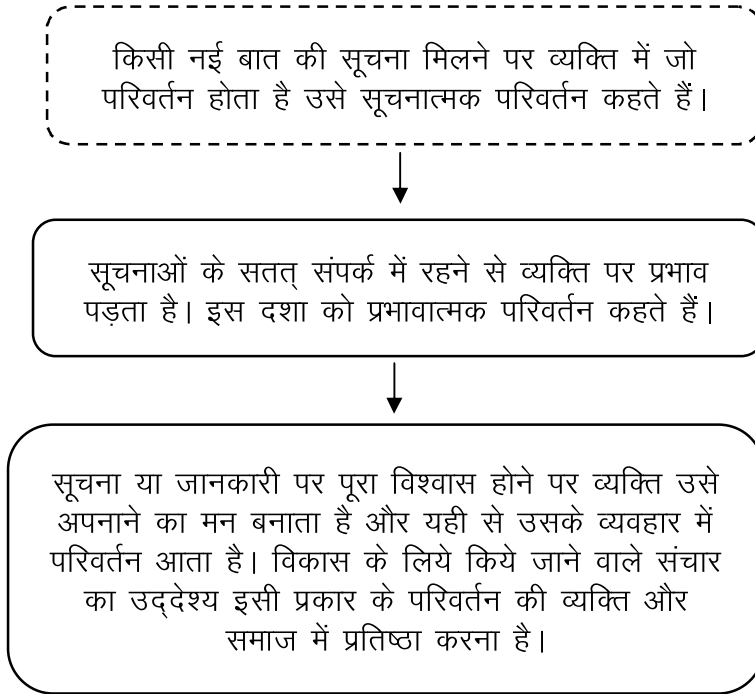 किसी नई बात की सूचना मिलने पर व्यक्ति में जो
परिवर्तन होता है उसे सूचनात्मक परिवर्तन कहते हैं।
सूचनाओं के सतत् संपर्क में रहने से व्यक्ति पर प्रभाव
पड़ता है। इस दशा को प्रभावात्मक परिवर्तन कहते हैं।
सूचना या जानकारी पर पूरा विश्वास होने पर व्यक्ति उसे
अपनाने का मन बनाता है और यही से उसके व्यवहार में
परिवर्तन आता है। विकास के लिये किये जाने वाले संचार
का उद्देश्य इसी प्रकार के परिवर्तन की व्यक्ति और
समाज में प्रतिष्ठा करना है।